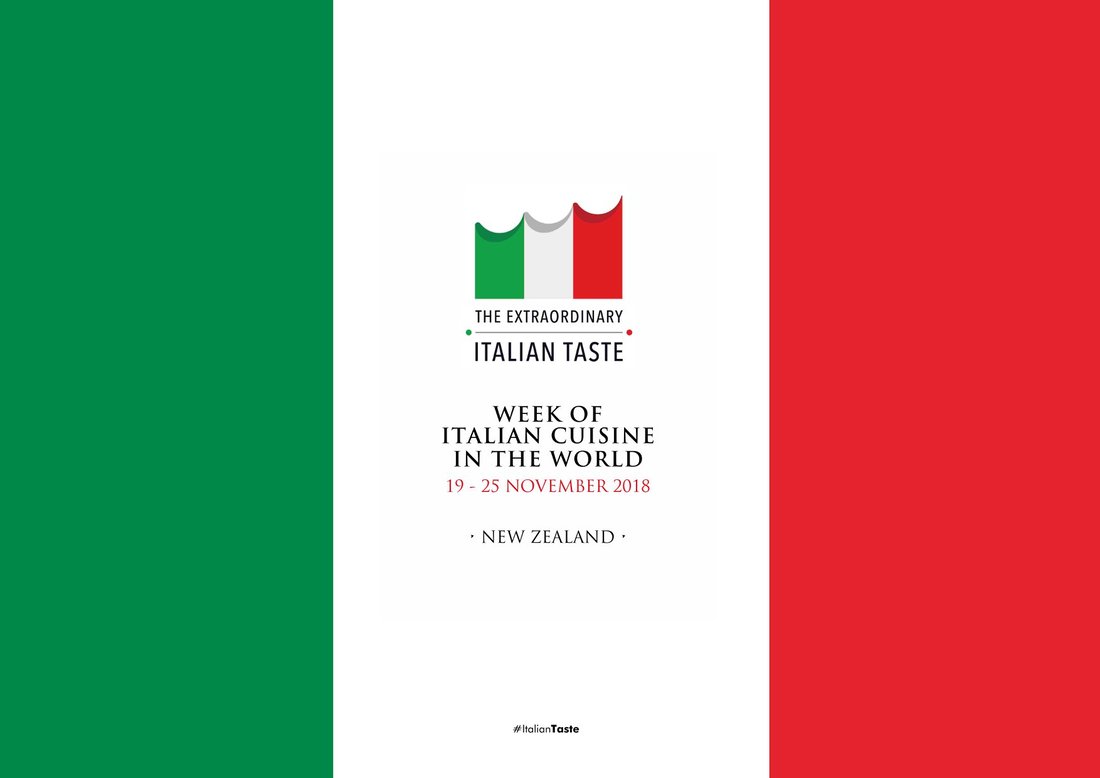 THE EXTRAORDINARY
ITALIAN TASTE
WEEK OF
ITALIAN CUISINE
IN THE WORLD
19 - 25 NOVEMBER 2018
· NEW ZEALAND ·
#ItalianTaste